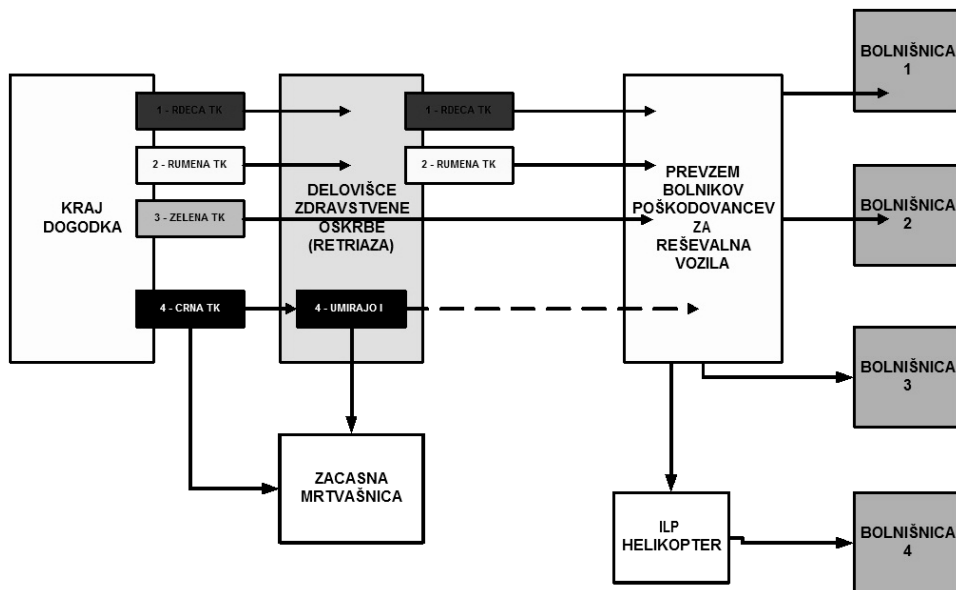 KRAJ
DOGODKA
1 - RDECA TK
2 - RUMENA TK
3 - ZELENA TK
4 - CRNA TK
DELOVIŠCE
ZDRAVSTVENE
OSKRBE
(RETRIAZA)
4 - UMIRAJO I
ZACASNA
MRTVAŠNICA
1 - RDECA TK
2 - RUMENA TK
PREVZEM
BOLNIKOV
POŠKODOVANCEV
ZA
REŠEVALNA
VOZILA
ILP
HELIKOPTER
BOLNIŠNICA
1
BOLNIŠNICA
2
BOLNIŠNICA
3
BOLNIŠNICA
4